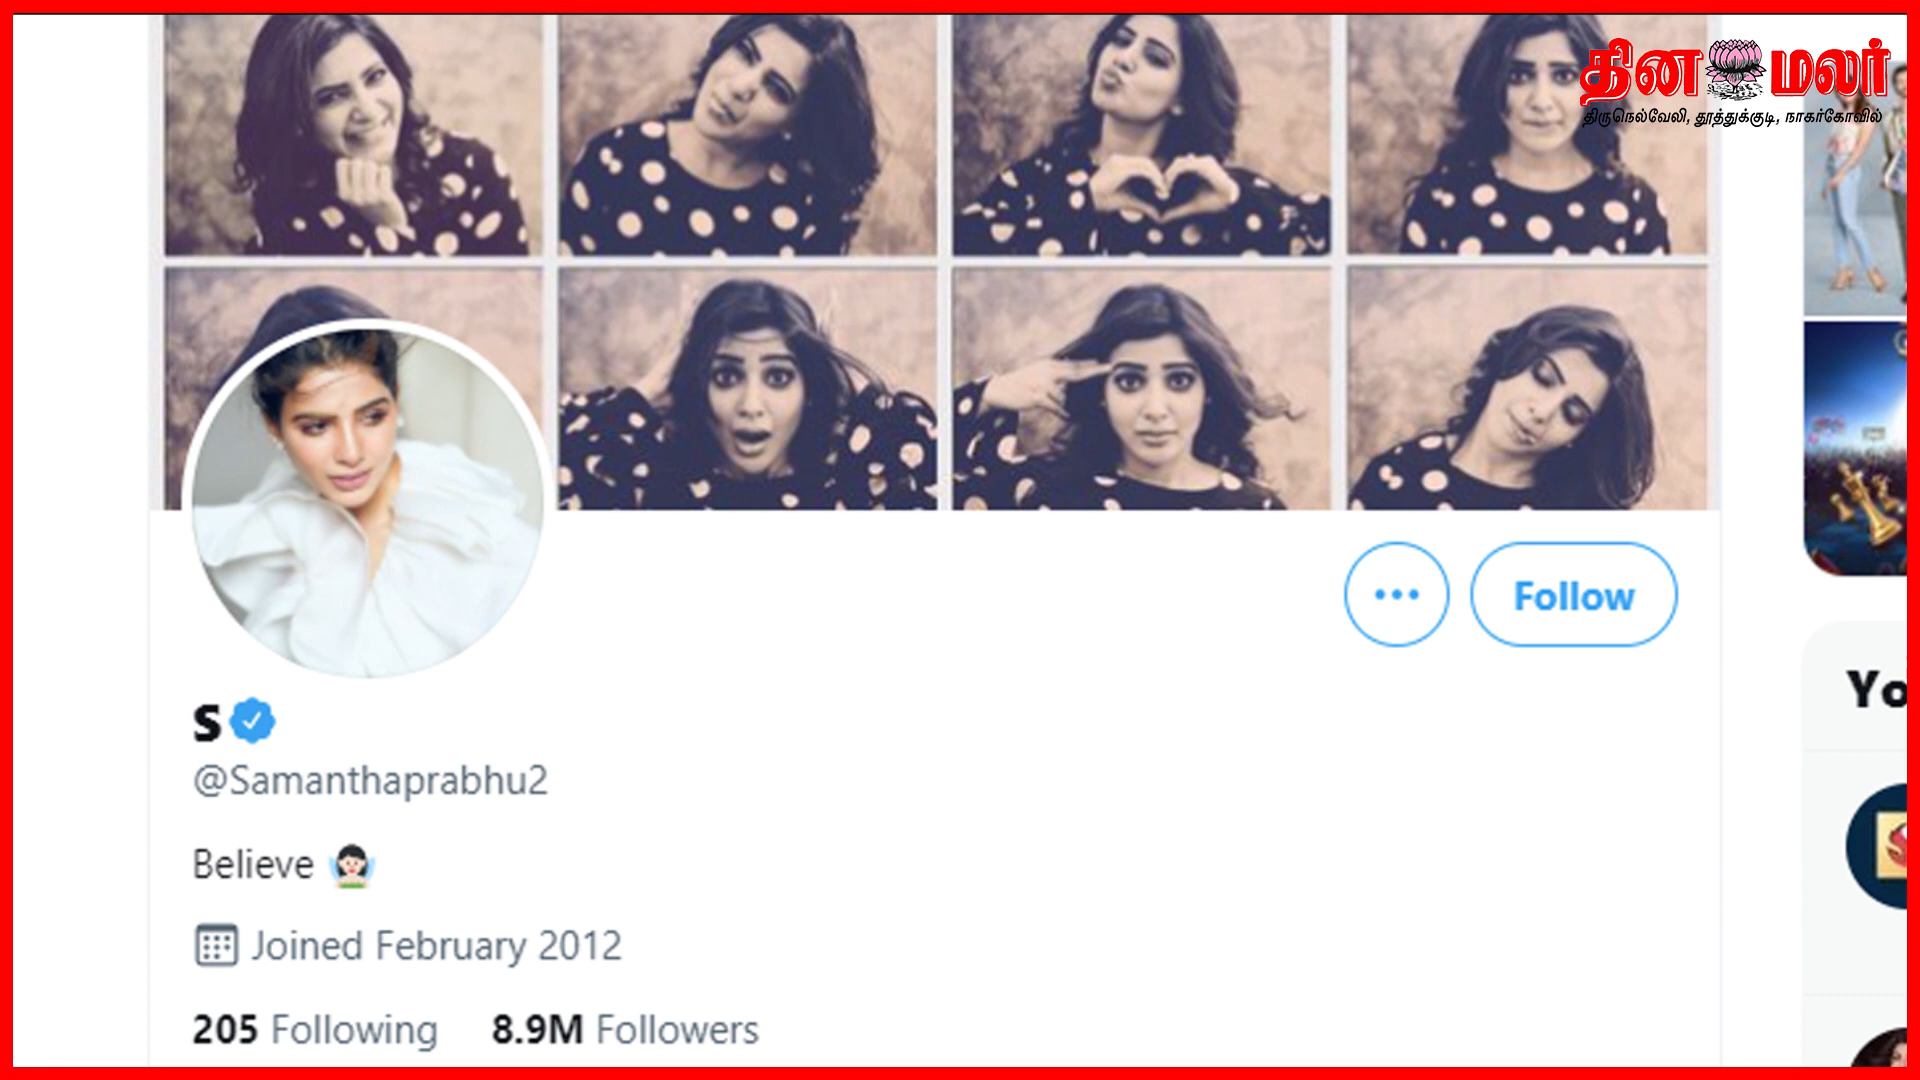 தின மலர்
திருநெல்வேலி, தூத்துக்குடி, நாகர்கோவில்
Follow
S
@Samanthaprabhu2
Believe
Joined February 2012
205 Following 8.9M Followers
Yo